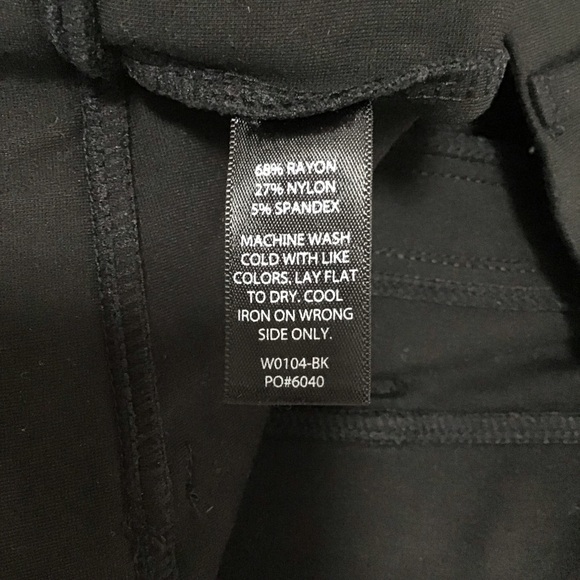 68% RAYON
27% NYLON
5% SPANDEX
MACHINE WASH
COLD WITH LIKE
COLORS. LAY FLAT
TO DRY. COOL
IRON ON WRONG
SIDE ONLY.
W0104-BK
PO#6040